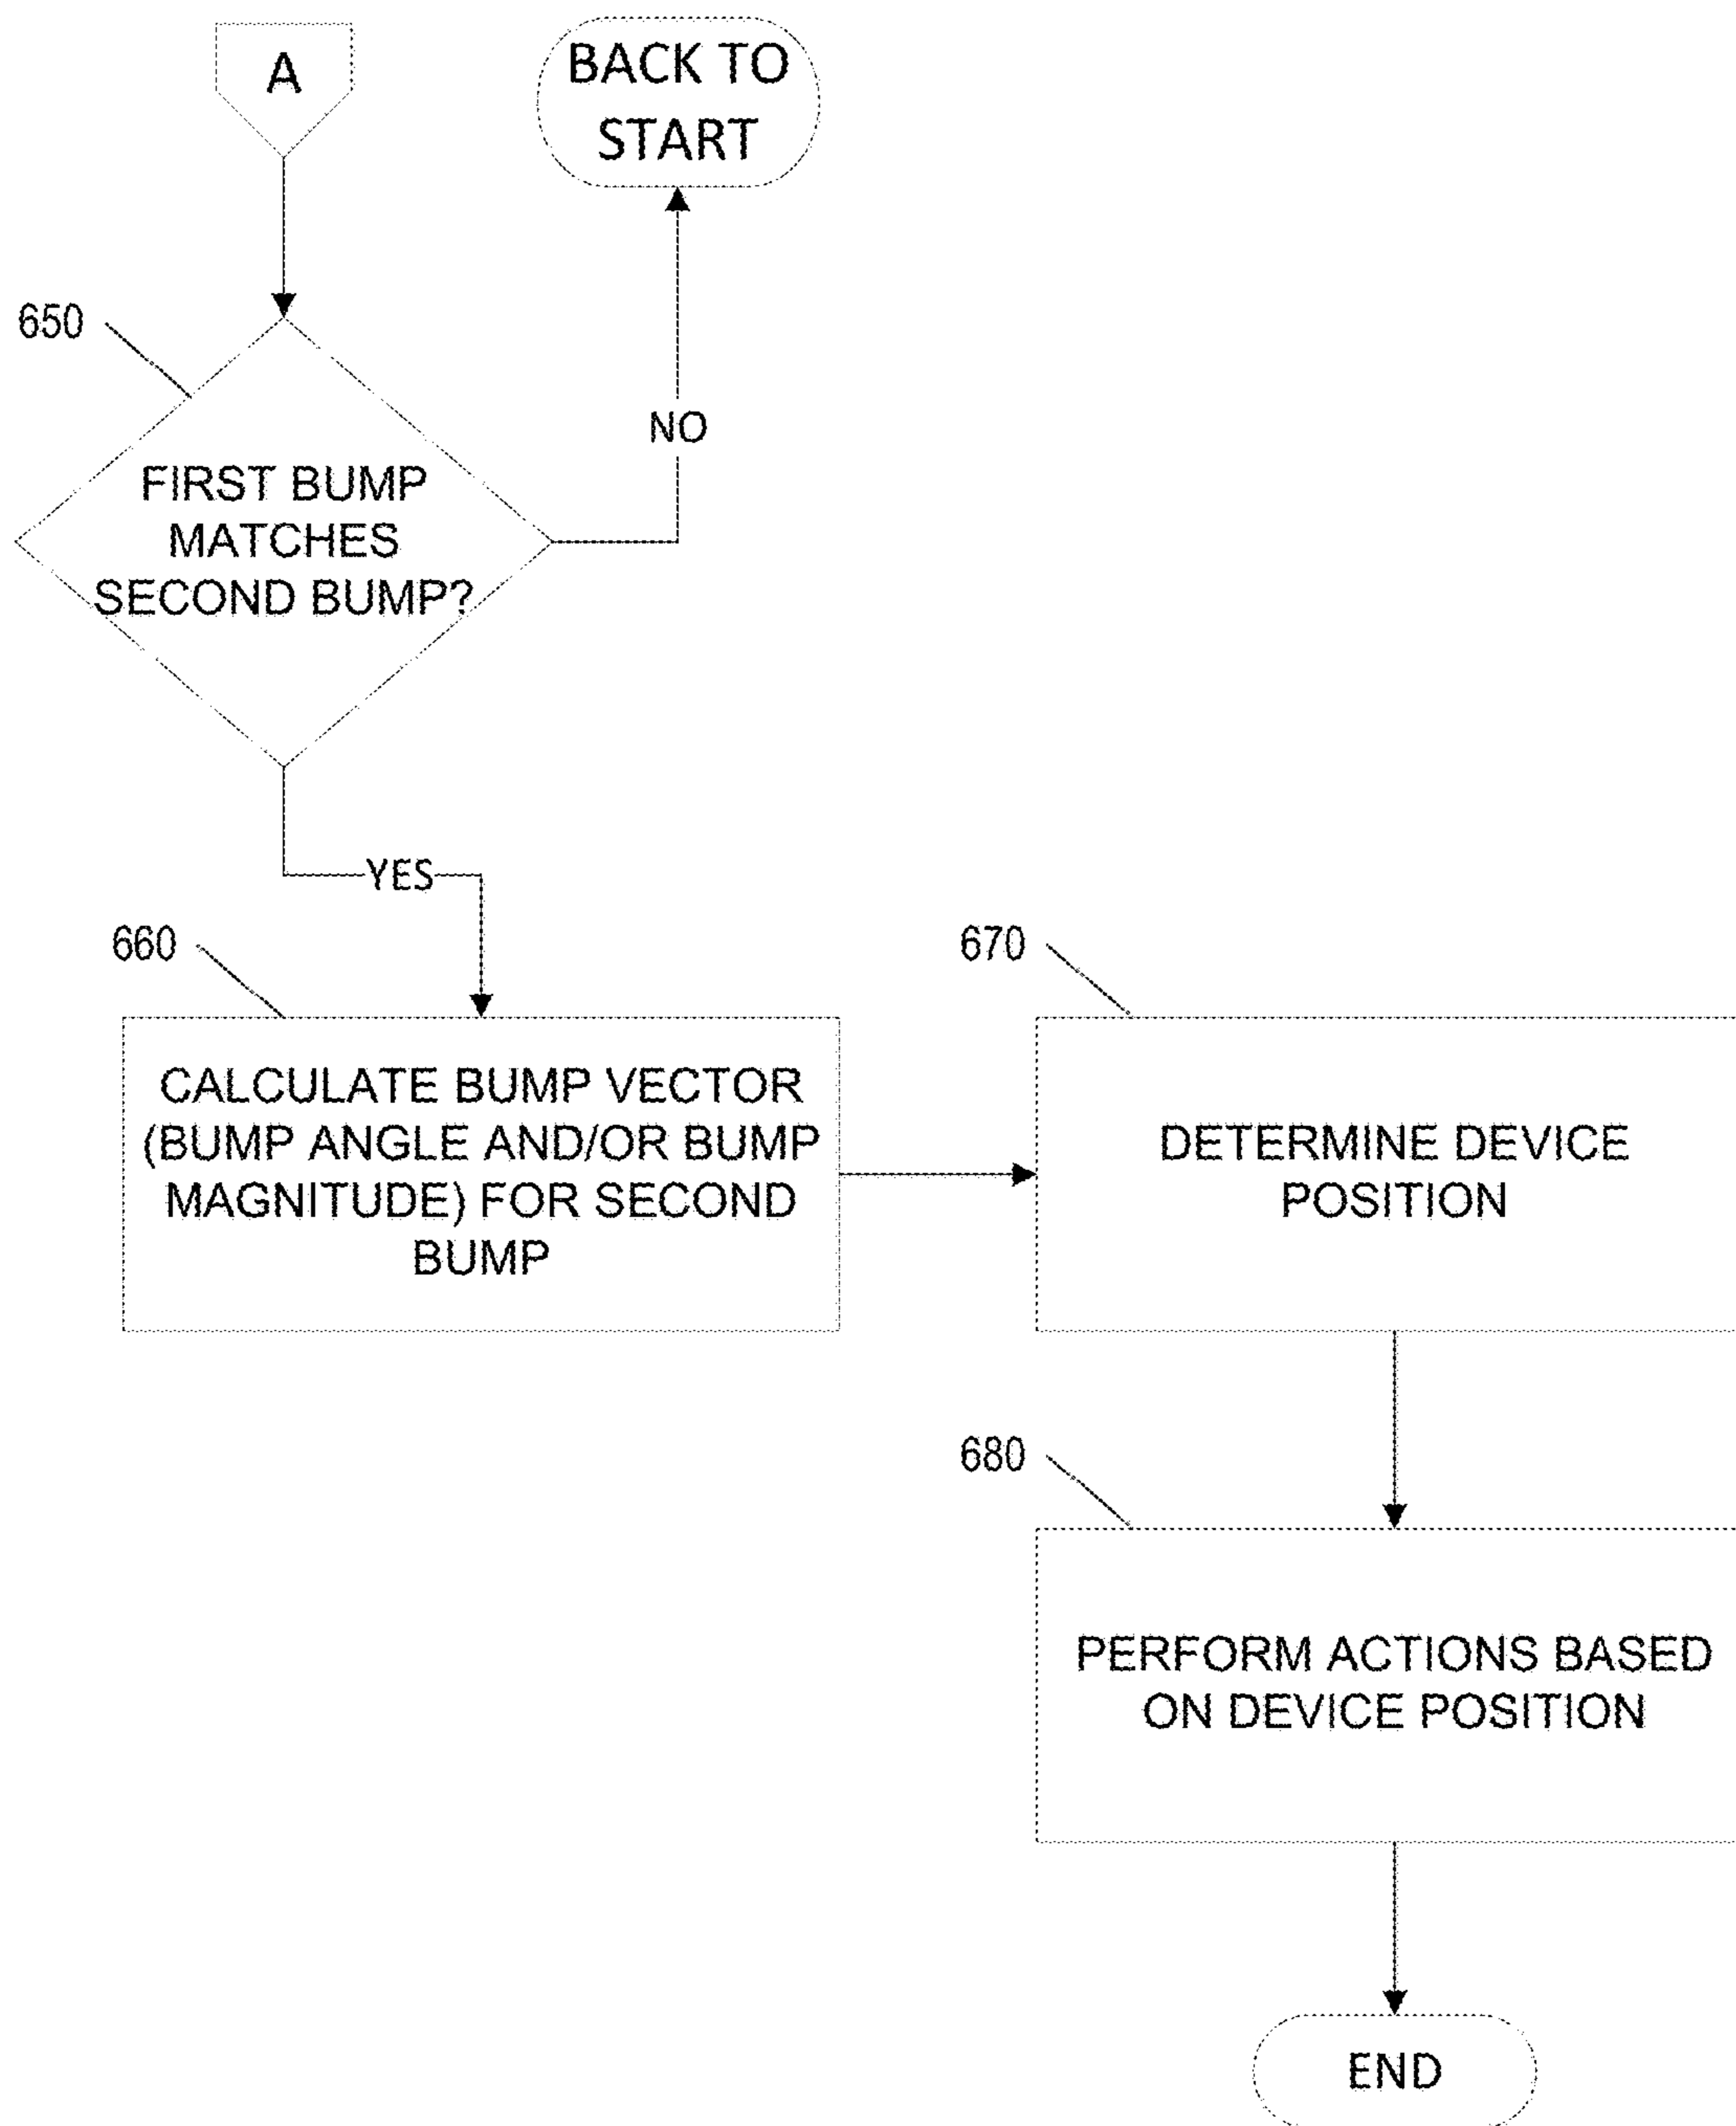 A
BACK TO
START
650
NO
FIRST BUMP
MATCHES
SECOND BUMP?
YES
660
CALCULATE BUMP VECTOR
(BUMP ANGLE AND/OR BUMP
MAGNITUDE) FOR SECOND
BUMP
670
DETERMINE DEVICE
POSITION
680
PERFORM ACTIONS BASED
ON DEVICE POSITION
END